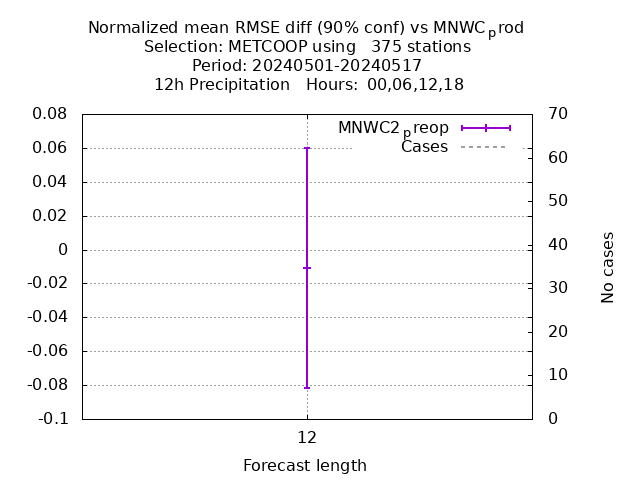 Normalized mean RMSE diff (90% conf) vs MNWCprod
Selection: METCOOP using   375 stations
Period: 20240501-20240517
12h Precipitation   Hours: 00,06,12,18
0.08
0.06
0.04
0.02
0
-0.02
-0.04
-0.06
-0.08
-0.1
MNWC2preop
Cases
70
60
50
40
30
20
10
0
No cases
12
Forecast length